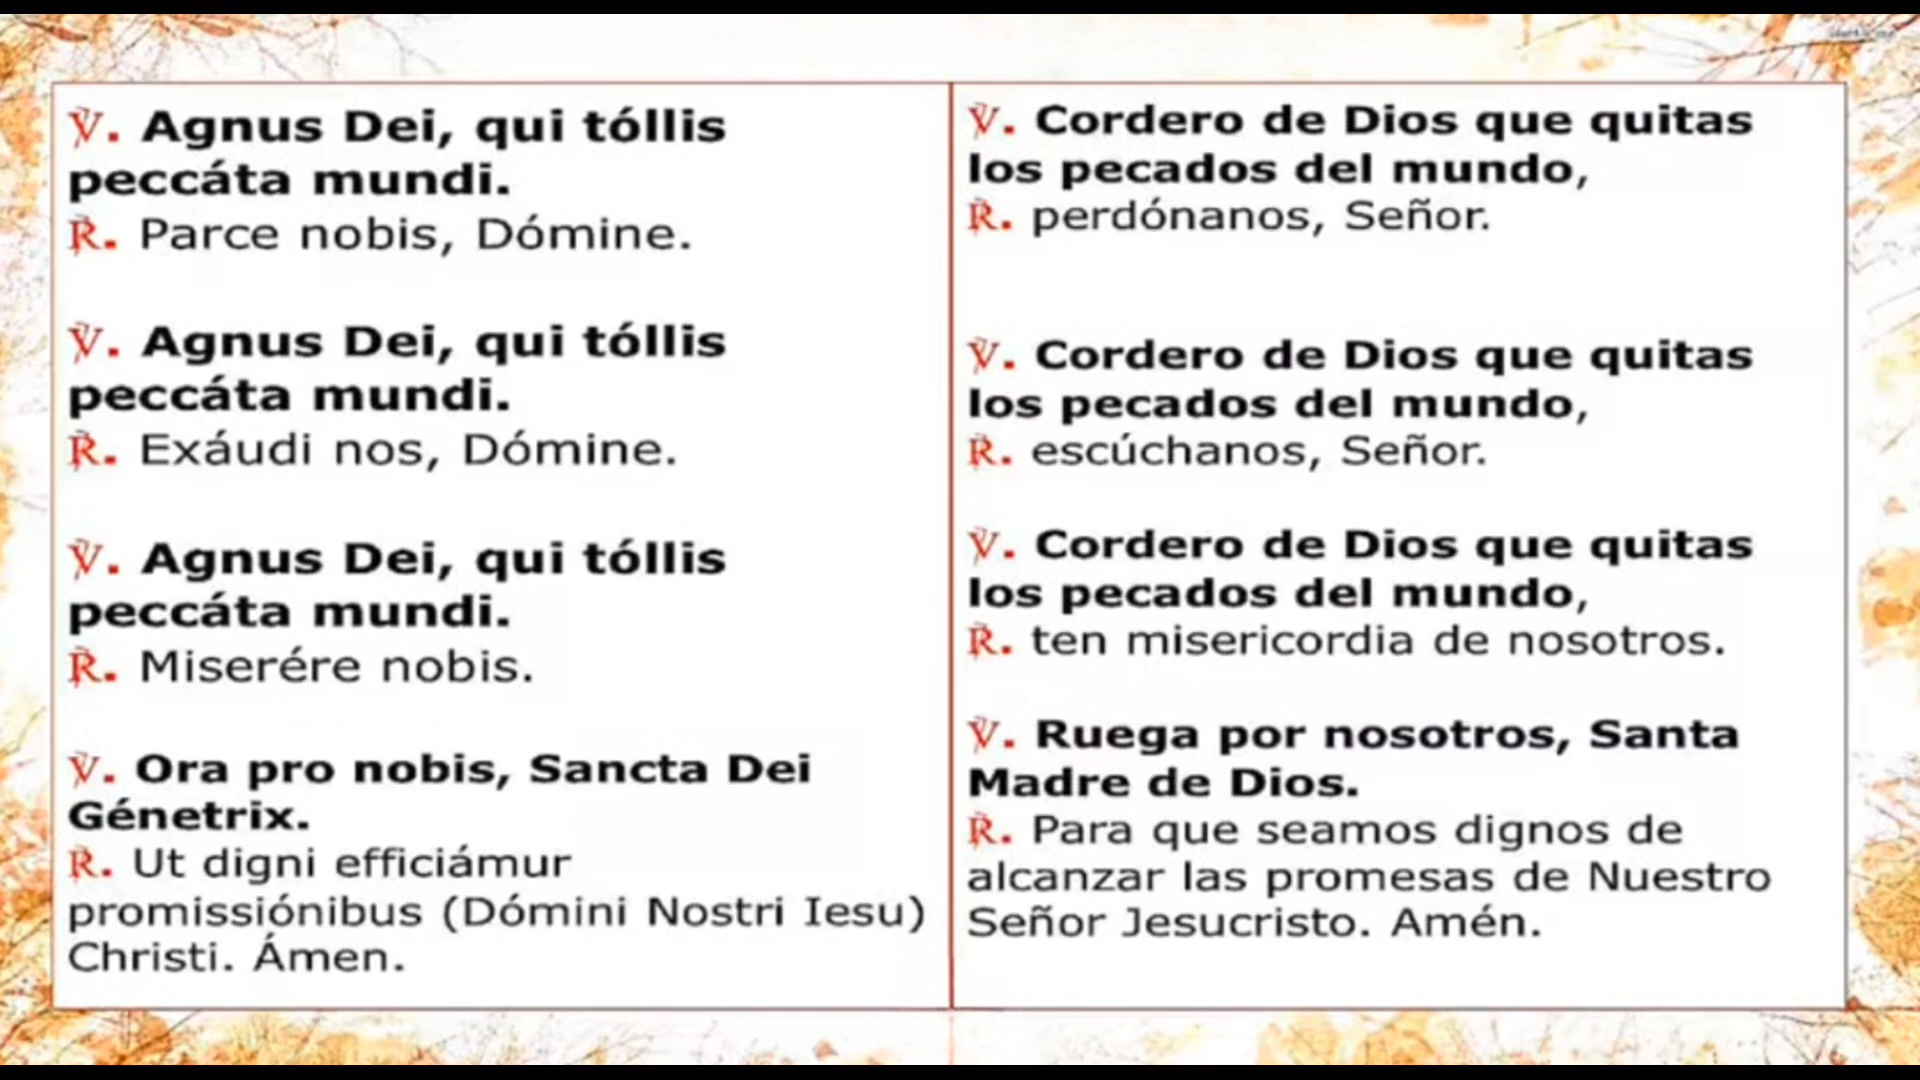 ℣. Agnus Dei, qui tóllis
peccáta mundi.
℟. Parce nobis, Dómine.
℣. Agnus Dei, qui tóllis
peccáta mundi.
℟. Exáudi nos, Dómine.
℣. Agnus Dei, qui tóllis
peccáta mundi.
℟. Miserére nobis.
℣. Ora pro nobis, Sancta Dei
Génetrix.
℟. Ut digni efficiámur
promissiónibus (Dómini Nostri Iesu)
Christi. Ámen.
℣. Cordero de Dios que quitas
los pecados del mundo,
℟. perdónanos, Señor.
℣. Cordero de Dios que quitas
los pecados del mundo,
℟. escúchanos, Señor.
℣. Cordero de Dios que quitas
los pecados del mundo,
℟. ten misericordia de nosotros.
℣. Ruega por nosotros, Santa
Madre de Dios.
℟. Para que seamos dignos de
alcanzar las promesas de Nuestro
Señor Jesucristo. Amén.